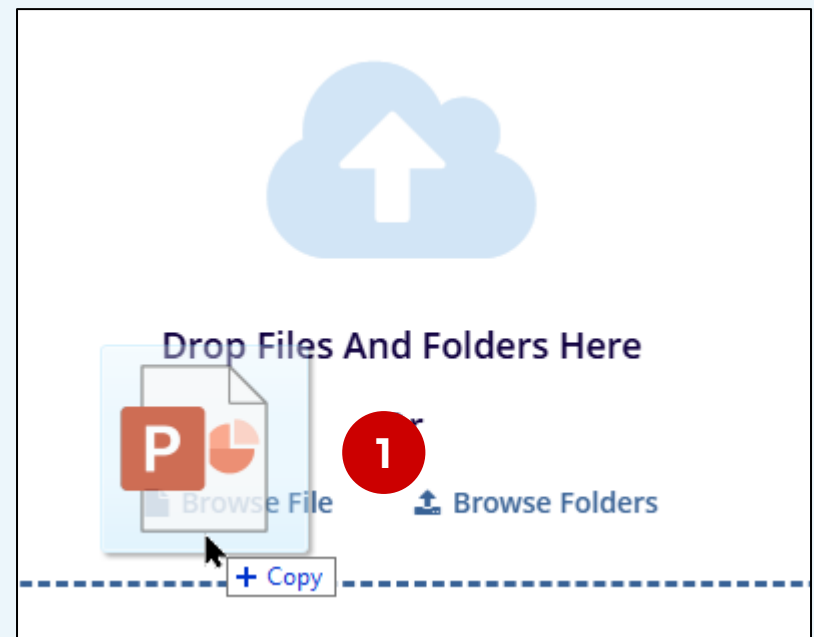 Drop Files And Folders Here
P
1
Browse File
Browse Folders
+ Copy